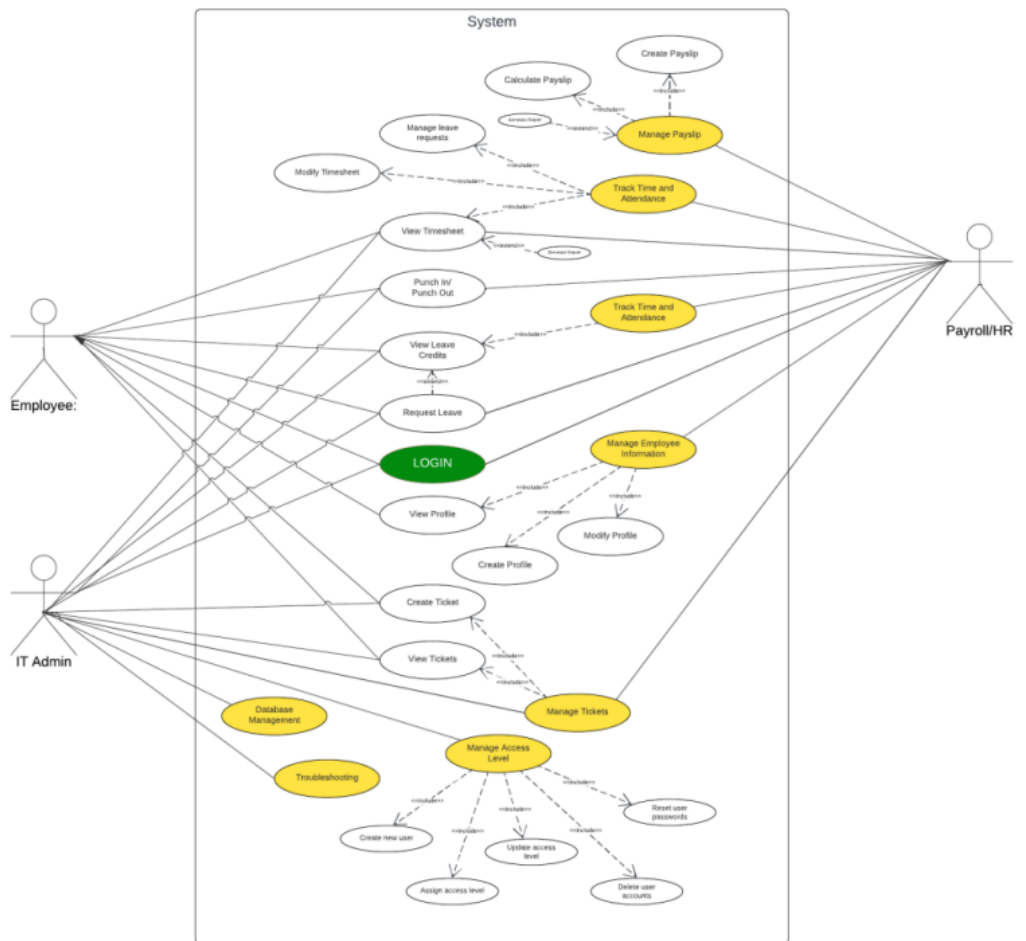 System
Create Payslip
Calculate Payslip
<<include>>
<<include>>
Generate Report
<<extend>>
Manage Payslip
Manage leave
requests
<<include>>
Modify Timesheet
<<include>>
Track Time and
Attendance
<<include>>
View Timesheet
<<extend>>
Generate Report
Punch In/
Punch Out
Track Time and
Attendance
Payroll/HR
<<include>>
View Leave
Credits
<<extend>>
Employee:
Request Leave
Manage Employee
Information
LOGIN
<<include>>
<<include>>
<<include>>
View Profile
Modify Profile
Create Profile
Create Ticket
<<include>>
View Tickets
<<include>>
IT Admin
Database
Management
Manage Tickets
Manage Access
Level
Troubleshooting
<<include>>
<<include>>
<<include>>
<<include>>
<<include>>
Reset user
passwords
Create new user
Update access
level
Assign access level
Delete user
accounts